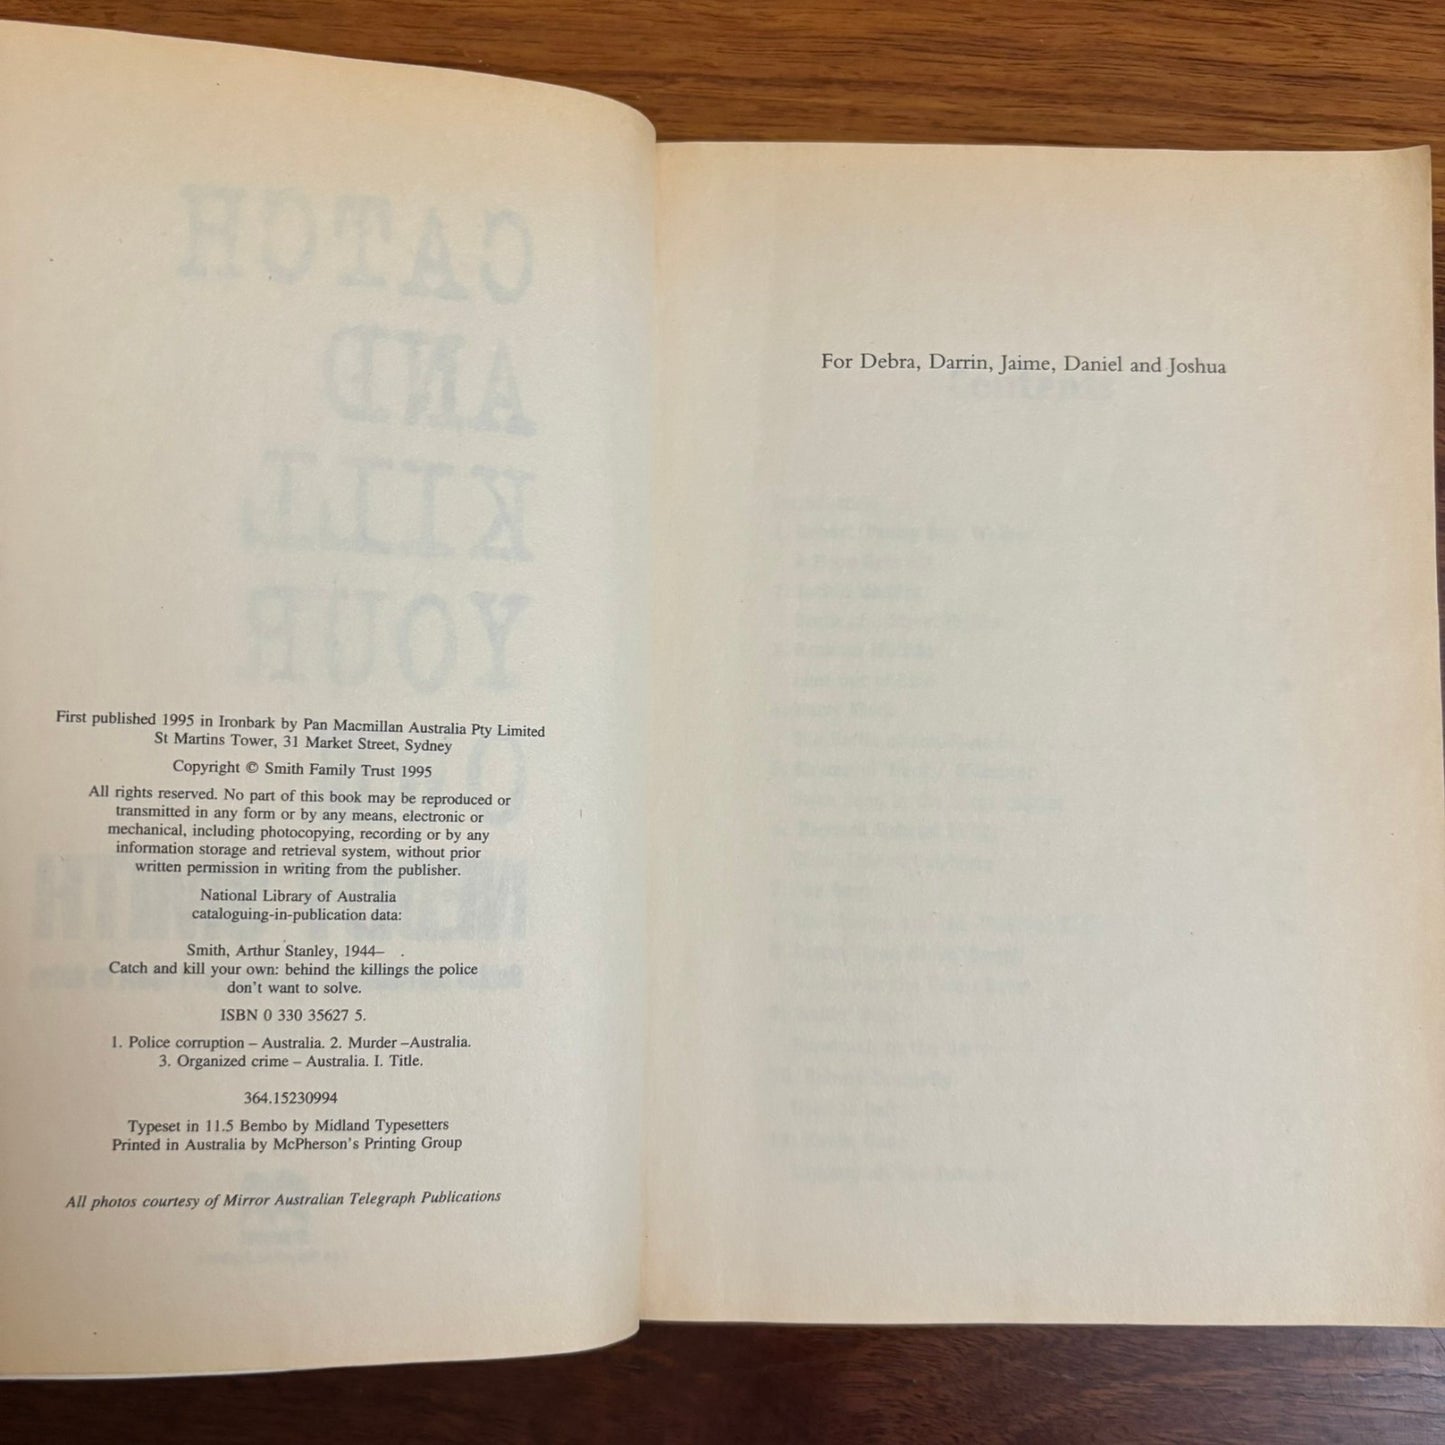 First published 1995 in Ironbark by Pan Macmillan Australia Pty Limited
St Martins Tower, 31 Market Street, Sydney
Copyright © Smith Family Trust 1995
All rights reserved. No part of this book may be reproduced or
transmitted in any form or by any means, electronic or
mechanical, including photocopying, recording or by any
information storage and retrieval system, without prior
written permission in writing from the publisher.
National Library of Australia
cataloguing-in-publication data:
Smith, Arthur Stanley, 1944– .
Catch and kill your own: behind the killings the police
don't want to solve.
ISBN 0 330 35627 5.
1. Police corruption – Australia. 2. Murder –Australia.
3. Organized crime – Australia. I. Title.
364.15230994
Typeset in 11.5 Bembo by Midland Typesetters
Printed in Australia by McPherson's Printing Group
All photos courtesy of Mirror Australian Telegraph Publications
CATCH
AND
KILL
YOUR
For Debra, Darrin, Jaime, Daniel and Joshua